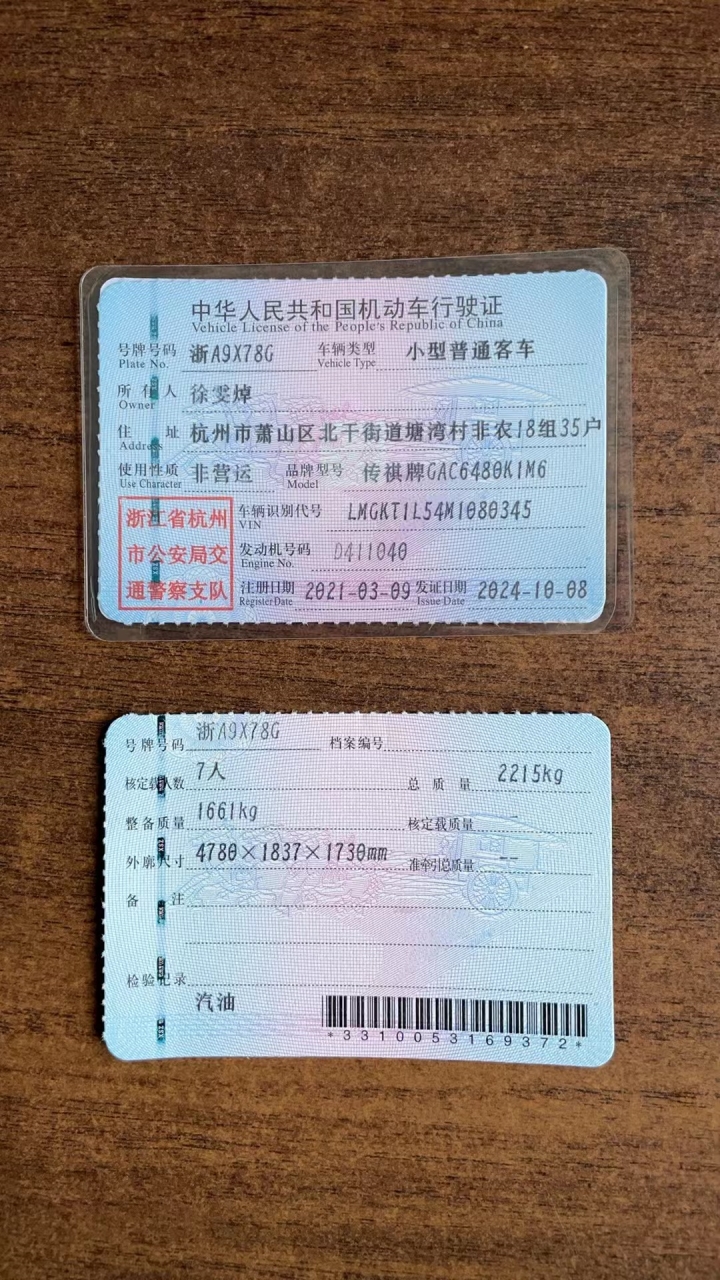 中华人民共和国机动车行驶证
Vehicle License of the People's Republic of China
号牌号码 浙A9X78G 车辆类型 小型普通客车
Plate No. Vehicle Type
所有人 徐雯焯
Owner
住址 杭州市萧山区北干街道塘湾村非农18组35户
Address
使用性质 非营运 品牌型号 传祺牌GAC6480K1M6
Use Character Model
浙江省杭州
市公安局交
通警察支队
车辆识别代号 LMGKT1L54M1080345
VIN
发动机号码 D411040
Engine No.
注册日期 2021-03-09 发证日期 2024-10-08
Register Date Issue Date
号牌号码 浙A9X78G 档案编号
核定载人数 7人 总质量 2215kg
整备质量 1661kg 核定载质量 --
外廓尺寸 4780×1837×1730mm 准牵引总质量 --
备注
检验记录
汽油
*3310053169372*